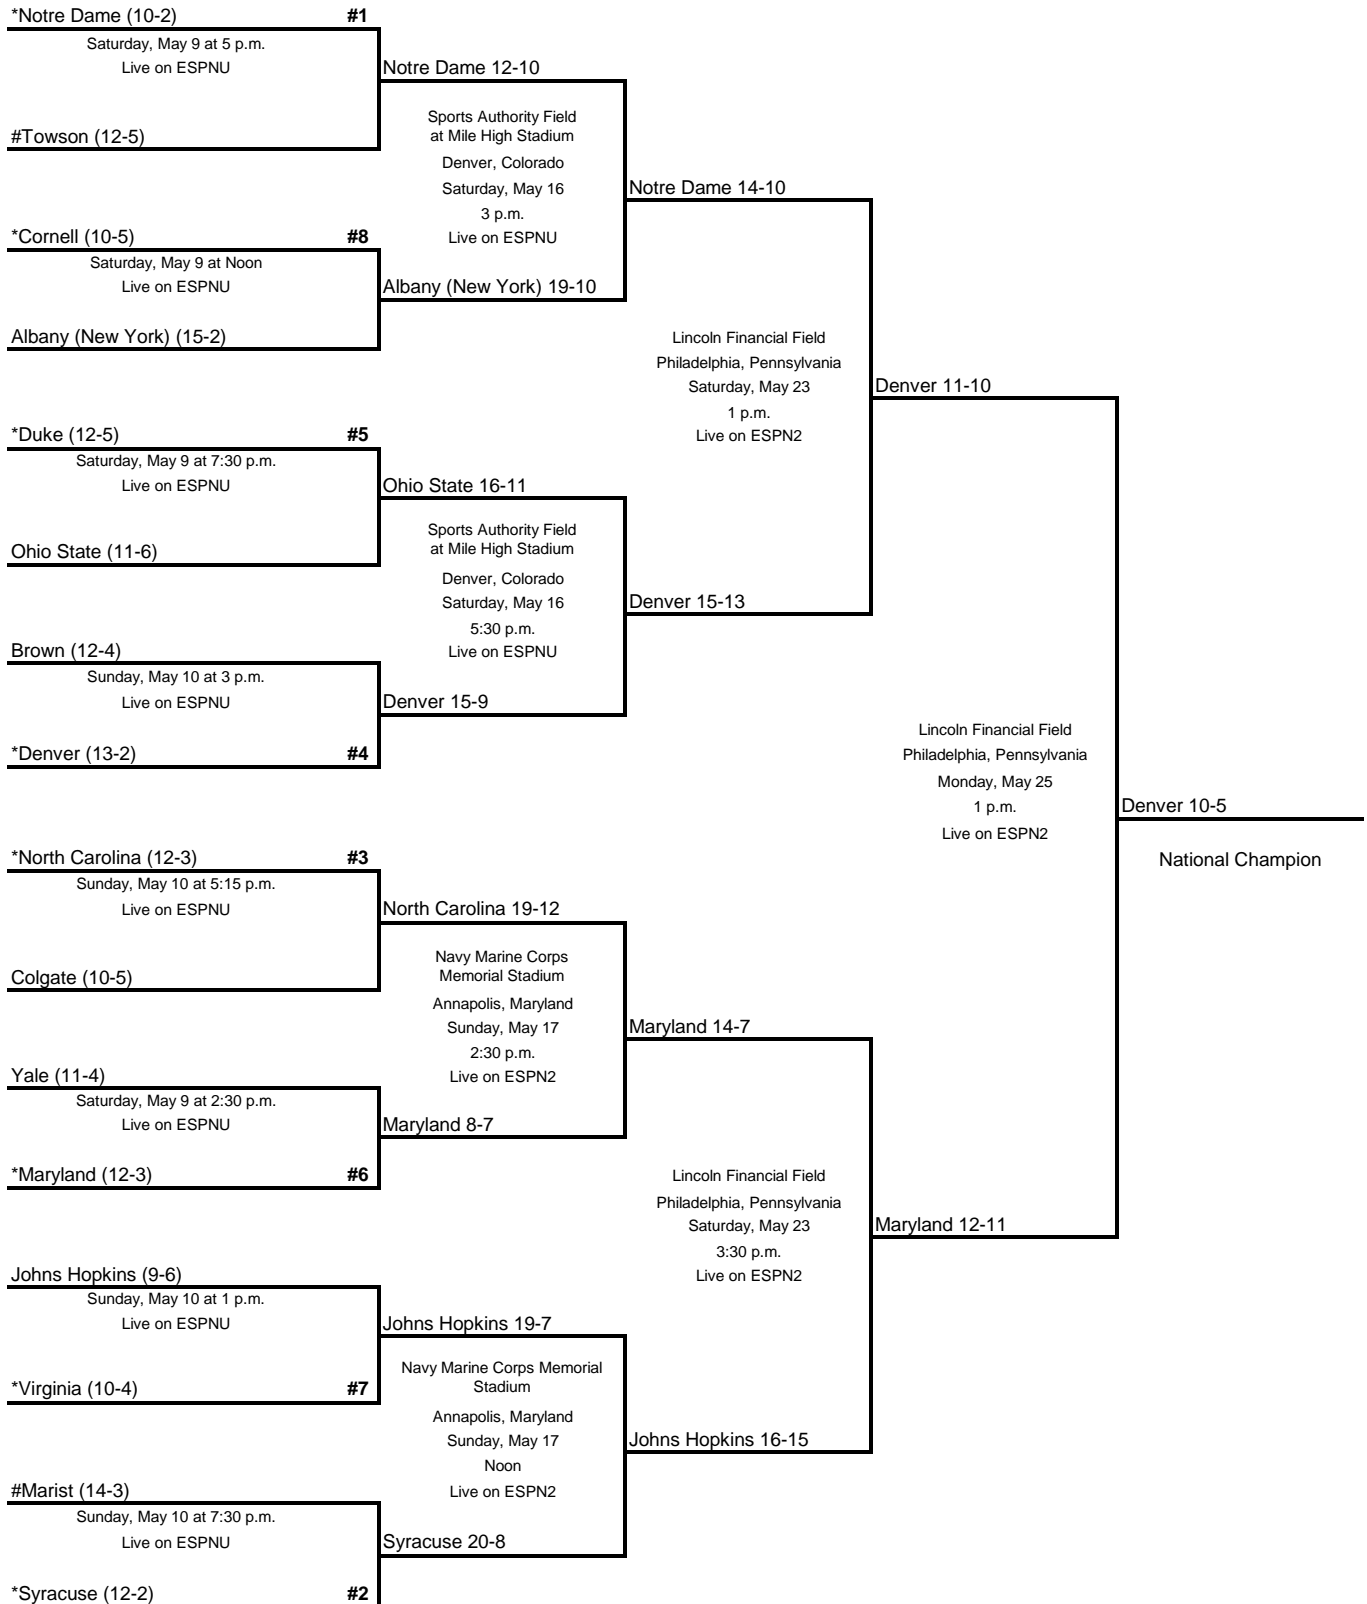 *Notre Dame (10-2) #1
Saturday, May 9 at 5 p.m.
Live on ESPNU
#Towson (12-5)
*Cornell (10-5) #8
Saturday, May 9 at Noon
Live on ESPNU
Albany (New York) (15-2)
*Duke (12-5) #5
Saturday, May 9 at 7:30 p.m.
Live on ESPNU
Ohio State (11-6)
Brown (12-4)
Sunday, May 10 at 3 p.m.
Live on ESPNU
*Denver (13-2) #4
*North Carolina (12-3) #3
Sunday, May 10 at 5:15 p.m.
Live on ESPNU
Colgate (10-5)
Yale (11-4)
Saturday, May 9 at 2:30 p.m.
Live on ESPNU
*Maryland (12-3) #6
Johns Hopkins (9-6)
Sunday, May 10 at 1 p.m.
Live on ESPNU
*Virginia (10-4) #7
#Marist (14-3)
Sunday, May 10 at 7:30 p.m.
Live on ESPNU
*Syracuse (12-2) #2
Notre Dame 12-10
Sports Authority Field
at Mile High Stadium
Denver, Colorado
Saturday, May 16
3 p.m.
Live on ESPNU
Albany (New York) 19-10
Ohio State 16-11
Sports Authority Field
at Mile High Stadium
Denver, Colorado
Saturday, May 16
5:30 p.m.
Live on ESPNU
Denver 15-9
North Carolina 19-12
Navy Marine Corps
Memorial Stadium
Annapolis, Maryland
Sunday, May 17
2:30 p.m.
Live on ESPN2
Maryland 8-7
Johns Hopkins 19-7
Navy Marine Corps Memorial
Stadium
Annapolis, Maryland
Sunday, May 17
Noon
Live on ESPN2
Syracuse 20-8
Notre Dame 14-10
Lincoln Financial Field
Philadelphia, Pennsylvania
Saturday, May 23
1 p.m.
Live on ESPN2
Denver 15-13
Maryland 14-7
Lincoln Financial Field
Philadelphia, Pennsylvania
Saturday, May 23
3:30 p.m.
Live on ESPN2
Johns Hopkins 16-15
Denver 11-10
Lincoln Financial Field
Philadelphia, Pennsylvania
Monday, May 25
1 p.m.
Live on ESPN2
Maryland 12-11
Denver 10-5
National Champion